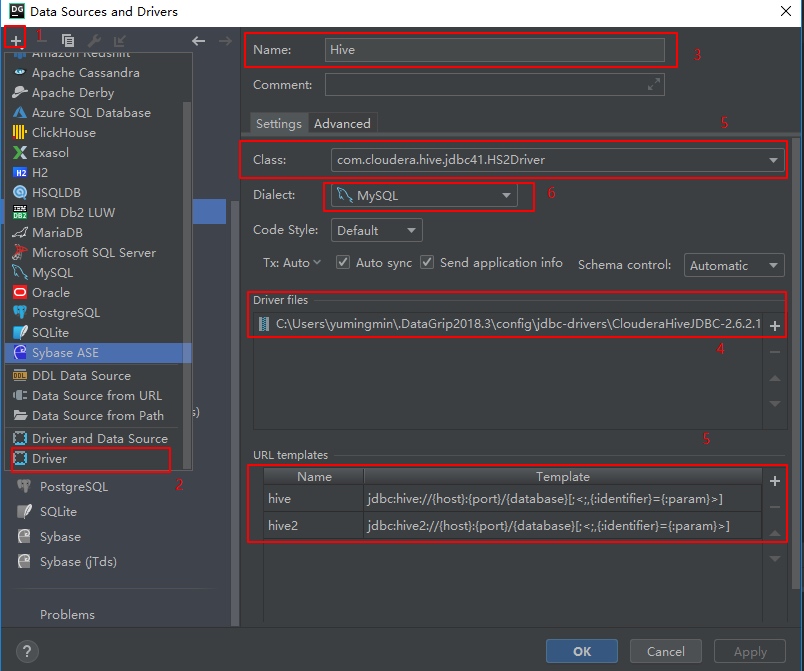 DG Data Sources and Drivers
1
Amazon Redshift
Apache Cassandra
Apache Derby
Azure SQL Database
ClickHouse
Exasol
H2 H2
HSQLDB
IBM DB2 IBM Db2 LUW
MariaDB
Microsoft SQL Server
MySQL
Oracle
PostgreSQL
SQLite
Sybase ASE
DDL DDL Data Source
Data Source from URL
Data Source from Path
s)
Driver and Data Source
Driver
2
PostgreSQL
SQLite
Sybase
Sybase (jTds)
Problems
Name: Hive
3
Comment:
Settings Advanced
5
Class: com.cloudera.hive.jdbc41.HS2Driver
Dialect: MySQL
6
Code Style: Default
Tx: Auto Auto sync Send application info Schema control: Automatic
Driver files
C:\Users\yumingmin\.DataGrip2018.3\config\jdbc-drivers\ClouderaHiveJDBC-2.6.2.1
4
5
URL templates
Name Template
hive jdbc:hive://{host}:{port}/{database}[;<;,{:identifier}={:param}>]
hive2 jdbc:hive2://{host}:{port}/{database}[;<;,{:identifier}={:param}>]
? OK Cancel Apply